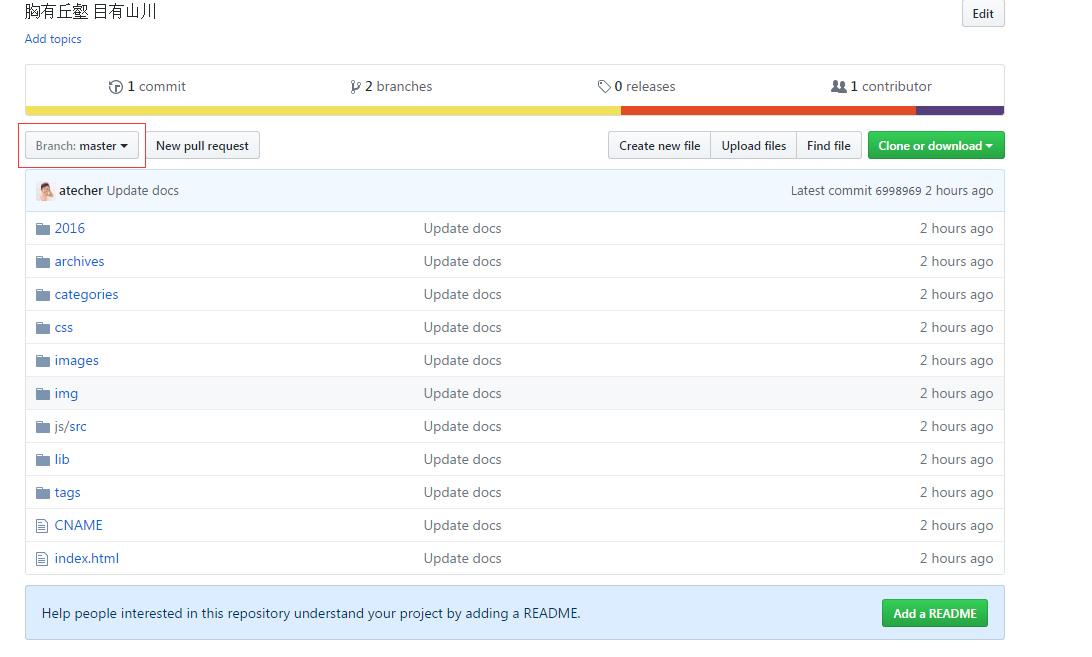 胸有丘壑 目有山川
Edit
Add topics
1 commit 2 branches 0 releases 1 contributor
Branch: master New pull request Create new file Upload files Find file Clone or download
atecher Update docs Latest commit 6998969 2 hours ago
2016 Update docs 2 hours ago
archives Update docs 2 hours ago
categories Update docs 2 hours ago
css Update docs 2 hours ago
images Update docs 2 hours ago
img Update docs 2 hours ago
js/src Update docs 2 hours ago
lib Update docs 2 hours ago
tags Update docs 2 hours ago
CNAME Update docs 2 hours ago
index.html Update docs 2 hours ago
Help people interested in this repository understand your project by adding a README. Add a README